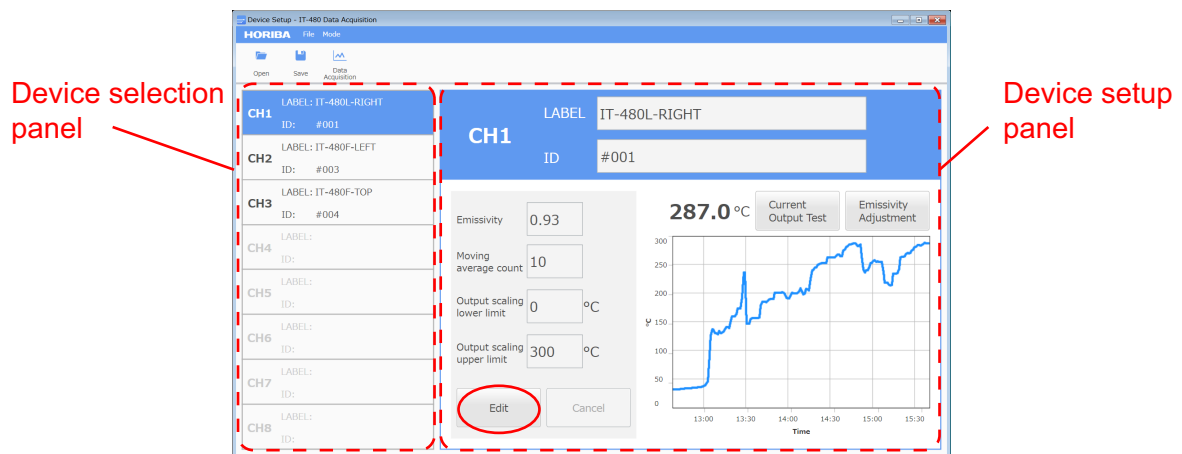 Device Setup - IT-480 Data Acquisition
HORIBA File Mode
Open Save Data
Acquisition
Device selection
panel
Device setup
panel
CH1 LABEL: IT-480L-RIGHT
ID: #001
CH2 LABEL: IT-480F-LEFT
ID: #003
CH3 LABEL: IT-480F-TOP
ID: #004
CH4 LABEL:
ID:
CH5 LABEL:
ID:
CH6 LABEL:
ID:
CH7 LABEL:
ID:
CH8 LABEL:
ID:
CH1
LABEL IT-480L-RIGHT
ID #001
Emissivity 0.93
Moving
average count 10
Output scaling
lower limit 0 °C
Output scaling
upper limit 300 °C
Edit Cancel
287.0 °C
Current
Output Test
Emissivity
Adjustment
300
250
200
150
100
50
0
°C
13:00 13:30 14:00 14:30 15:00 15:30
Time